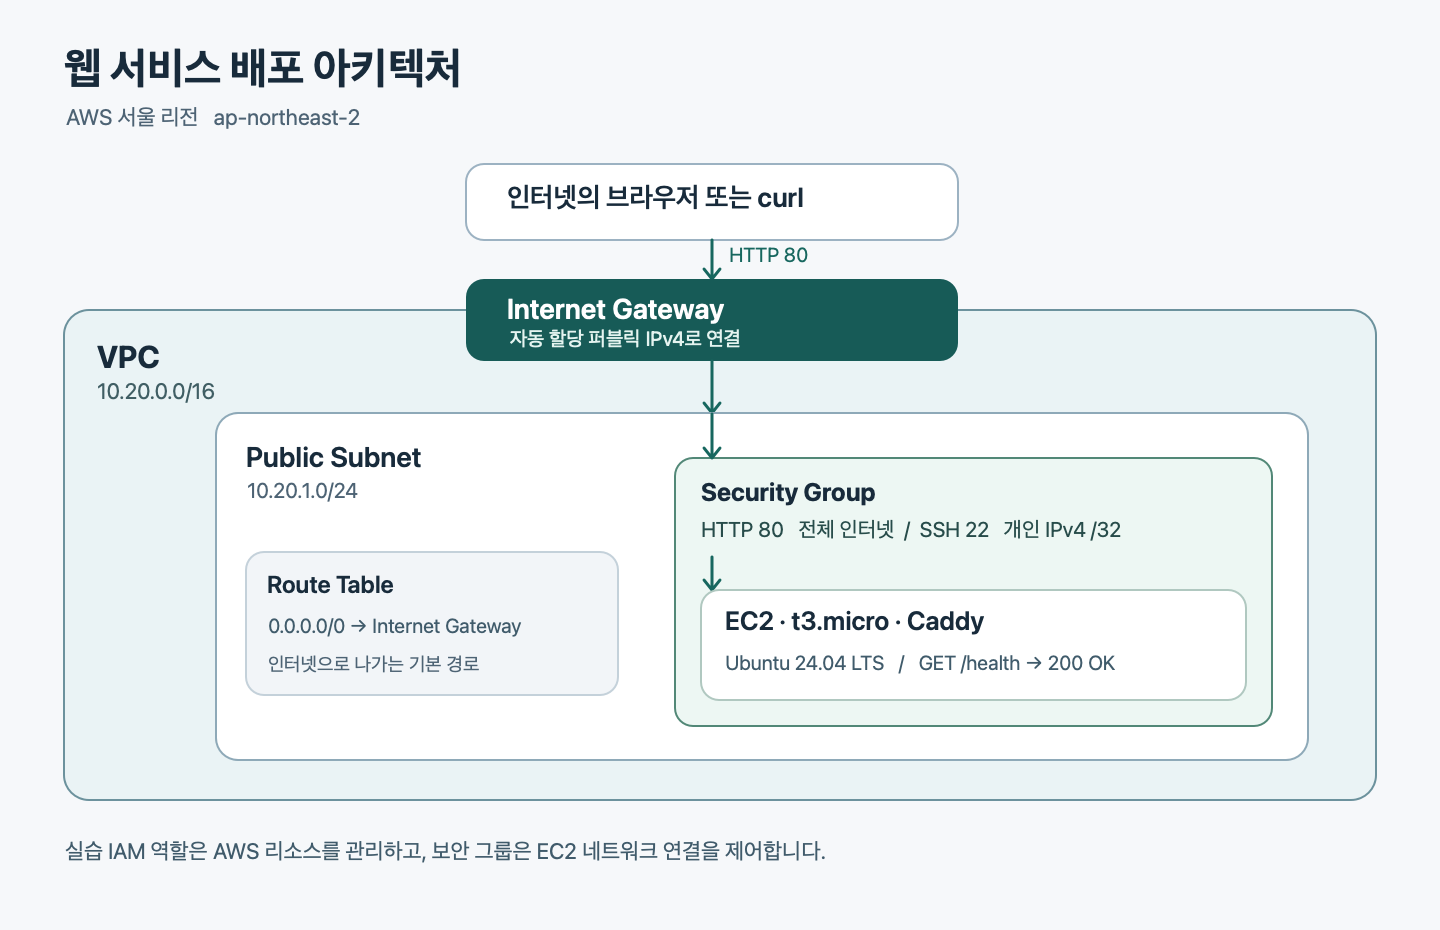 웹 서비스 배포 아키텍처
AWS 서울 리전 ap-northeast-2
인터넷의 브라우저 또는 curl
HTTP 80
Internet Gateway
자동 할당 퍼블릭 IPv4로 연결
VPC
10.20.0.0/16
Public Subnet
10.20.1.0/24
Route Table
0.0.0.0/0 → Internet Gateway
인터넷으로 나가는 기본 경로
Security Group
HTTP 80 전체 인터넷 / SSH 22 개인 IPv4 /32
EC2 · t3.micro · Caddy
Ubuntu 24.04 LTS / GET /health → 200 OK
실습 IAM 역할은 AWS 리소스를 관리하고, 보안 그룹은 EC2 네트워크 연결을 제어합니다.